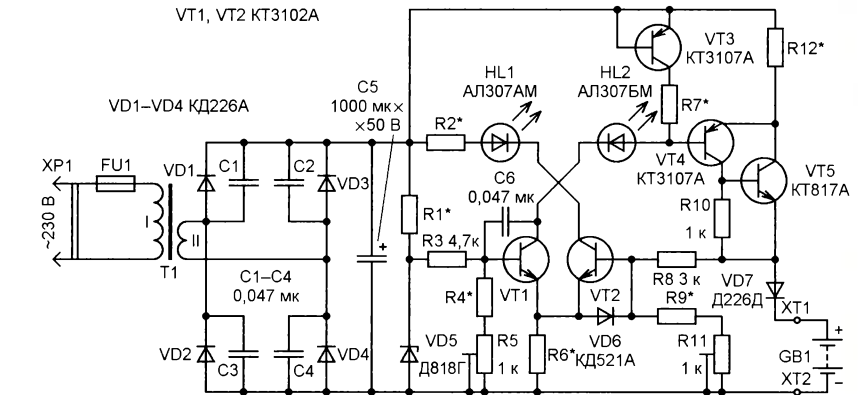 VT1, VT2 КТ3102А
VT3
КТ3107А
R12*
C5
1000 мк×
×50 В
HL1
АЛ307АМ
HL2
АЛ307БМ
VD1–VD4 КД226А
R2*
R7*
XP1
FU1
VD1
C1
C2
VD3
VT4
КТ3107А
VT5
КТ817А
C6
0,047 мк
~230 В
I
II
T1
R1*
+
R10
1 к
R3 4,7к
C1–C4
0,047 мк
VT1
VT2
R8 3 к
VD7
Д226Д
R4*
R9*
XT1
VD2
C3
C4
VD4
VD5
Д818Г
R5
1 к
R6*
VD6
КД521А
R11
1 к
+
GB1
–
XT2